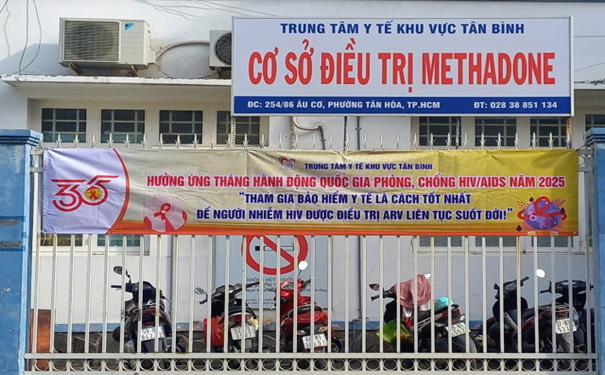 TRUNG TÂM Y TẾ KHU VỰC TÂN BÌNH
CƠ SỞ ĐIỀU TRỊ METHADONE
ĐC: 254/86 ÂU CƠ, PHƯỜNG TÂN HÒA, TP.HCM ĐT: 028 38 851 134
TRUNG TÂM Y TẾ KHU VỰC TÂN BÌNH
35
HƯỞNG ỨNG THÁNG HÀNH ĐỘNG QUỐC GIA PHÒNG, CHỐNG HIV/AIDS NĂM 2025
“THAM GIA BẢO HIỂM Y TẾ LÀ CÁCH TỐT NHẤT
ĐỂ NGƯỜI NHIỄM HIV ĐƯỢC ĐIỀU TRỊ ARV LIÊN TỤC SUỐT ĐỜI!”